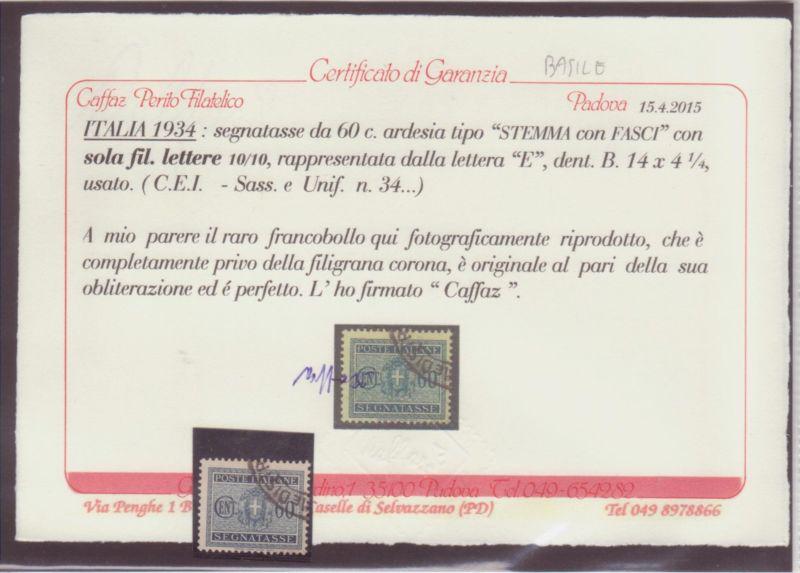 Certificato di Garanzia
BASILE
Caffaz Perito Filatelico
Padova 15.4.2015
ITALIA 1934 : segnatasse da 60 c. ardesia tipo “STEMMA con FASCI” con
sola fil. lettere 10/10, rappresentata dalla lettera “E”, dent. B. 14 x 4 ¼,
usato. ( C.E.I. - Sass. e Unif. n. 34...)
A mio parere il raro francobollo qui fotograficamente riprodotto, che è
completamente privo della filigrana corona, è originale al pari della sua
obliterazione ed é perfetto. L’ ho firmato “ Caffaz ”.
POSTE ITALIANE
CENT. 60
SEGNATASSE
POSTE ITALIANE
CENT. 60
SEGNATASSE
35100 Padova Tel. 049-654989
Via Penghe 1 Caselle di Selvazzano (PD) Tel 049 8978866